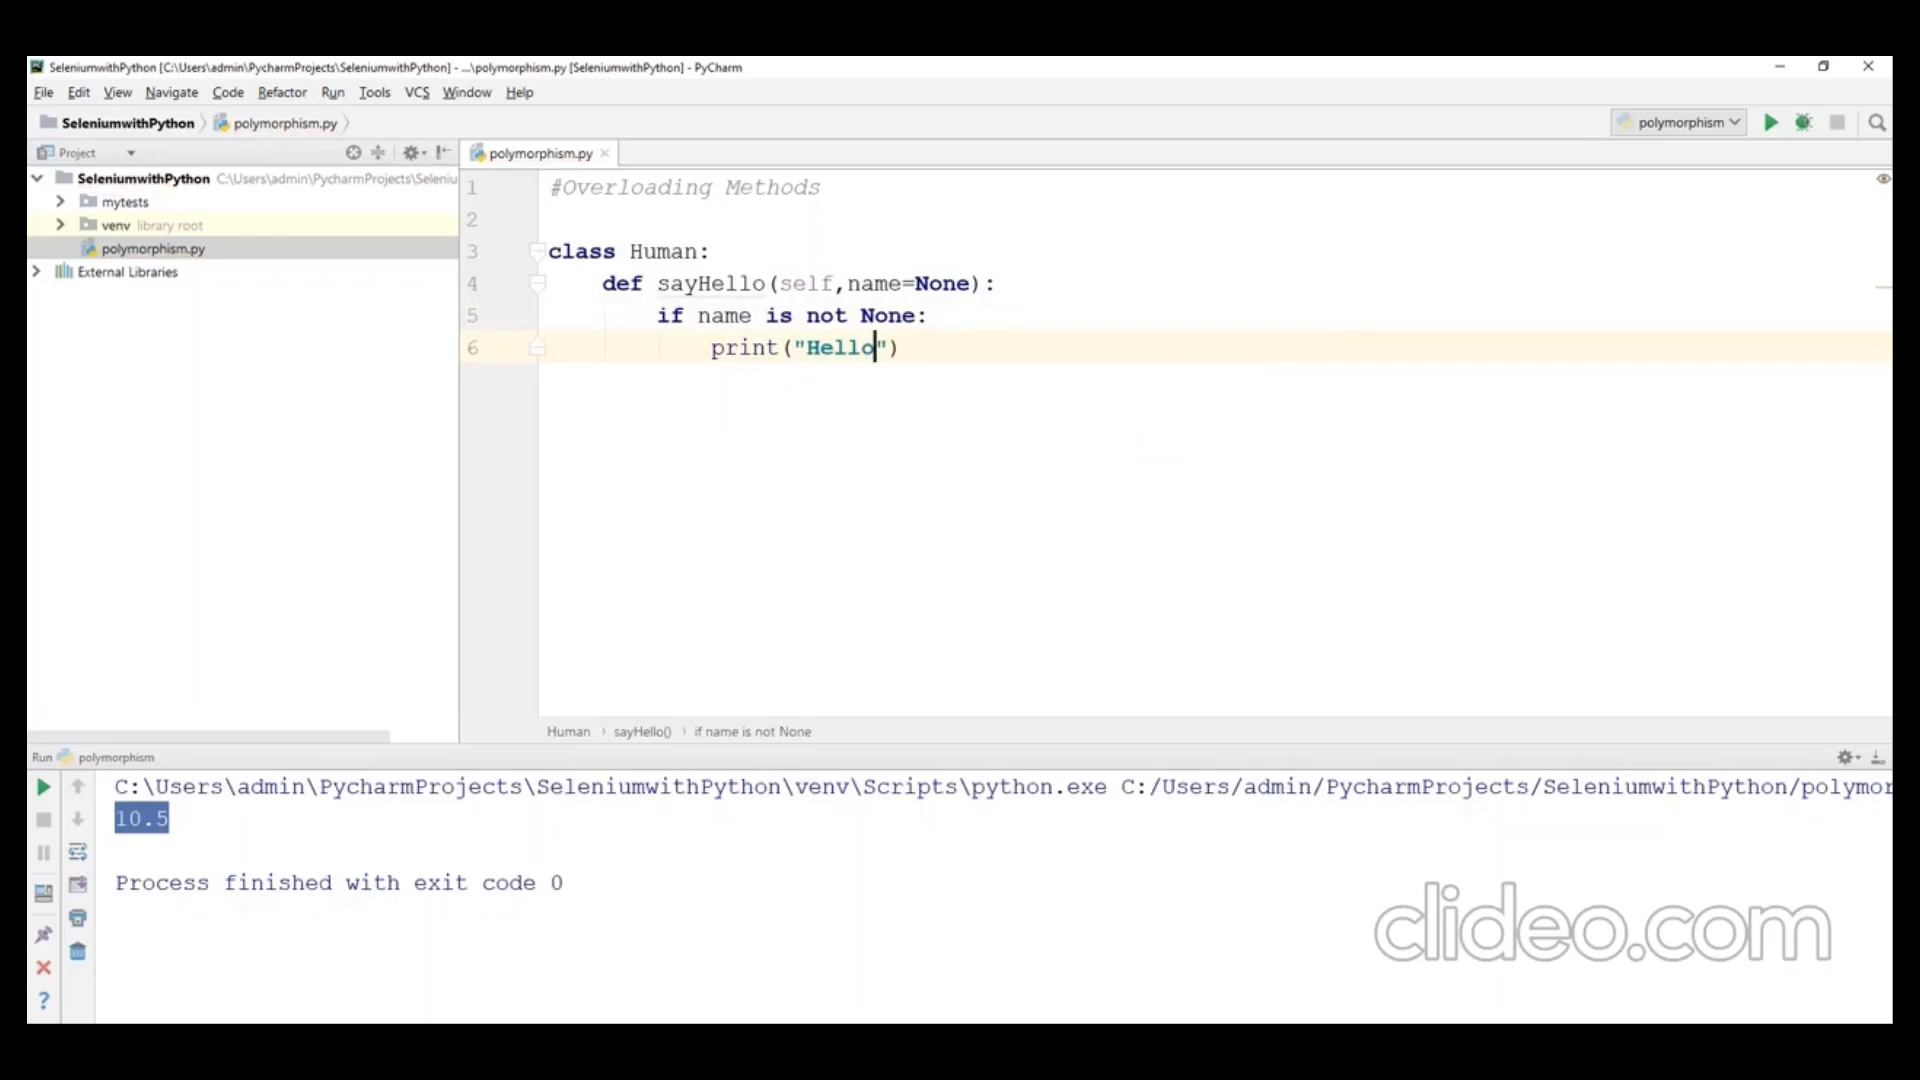 SeleniumwithPython [C:\Users\admin\PycharmProjects\SeleniumwithPython] - ...\polymorphism.py [SeleniumwithPython] - PyCharm
File Edit View Navigate Code Refactor Run Tools VCS Window Help
SeleniumwithPython polymorphism.py polymorphism
Project polymorphism.py
SeleniumwithPython C:\Users\admin\PycharmProjects\Seleniu
mytests
venv library root
polymorphism.py
External Libraries
1 #Overloading Methods
2
3 class Human:
4 def sayHello(self,name=None):
5 if name is not None:
6 print("Hello")
Human sayHello() if name is not None
Run polymorphism
C:\Users\admin\PycharmProjects\SeleniumwithPython\venv\Scripts\python.exe C:/Users/admin/PycharmProjects/SeleniumwithPython/polymor
10.5
Process finished with exit code 0
?
clideo.com